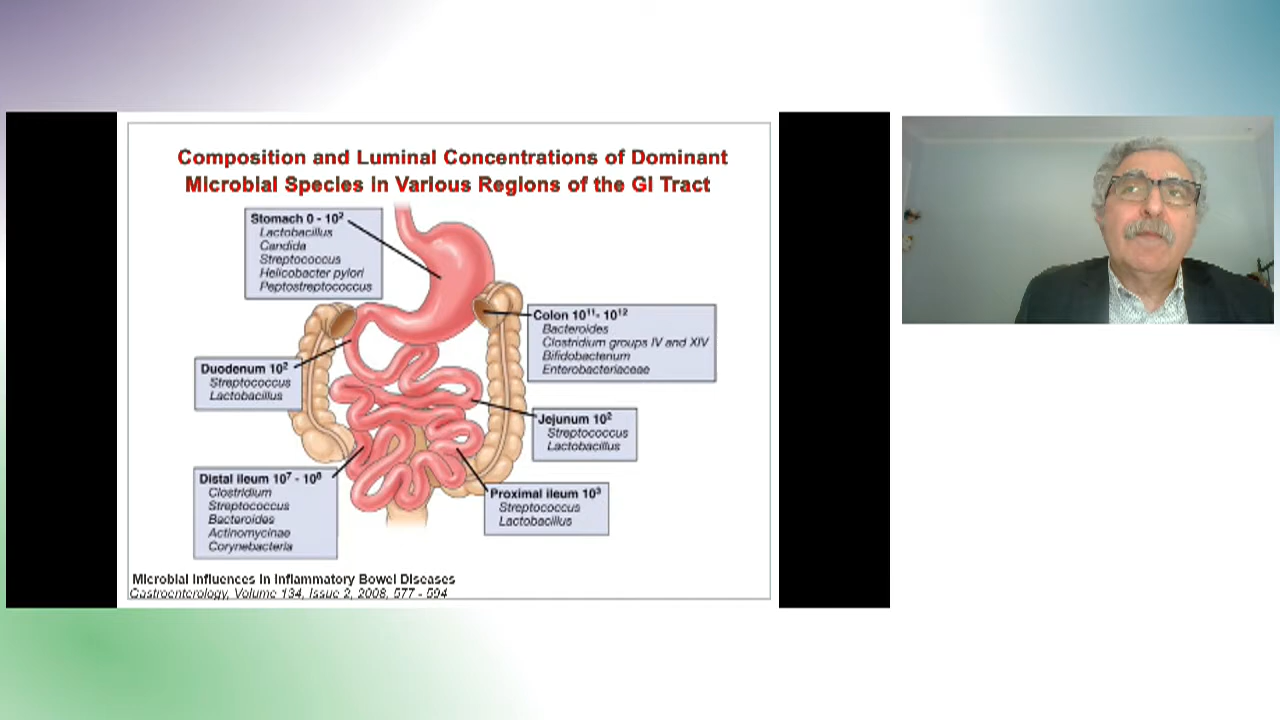 Composition and Luminal Concentrations of Dominant
Microbial Species in Various Regions of the GI Tract
Stomach 0 - 10²
Lactobacillus
Candida
Streptococcus
Helicobacter pylori
Peptostreptococcus
Colon 10¹¹- 10¹²
Bacteroides
Clostridium groups IV and XIV
Bifidobacterium
Enterobacteriaceae
Duodenum 10²
Streptococcus
Lactobacillus
Jejunum 10²
Streptococcus
Lactobacillus
Distal ileum 10⁷ - 10⁸
Clostridium
Streptococcus
Bacteroides
Actinomycinae
Corynebacteria
Proximal ileum 10³
Streptococcus
Lactobacillus
Microbial Influences in Inflammatory Bowel Diseases
Gastroenterology, Volume 134, Issue 2, 2008, 577 - 594